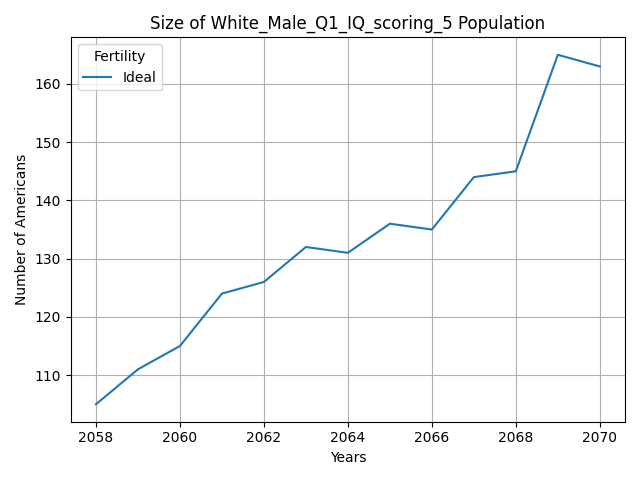 Size of White_Male_Q1_IQ_scoring_5 Population
Fertility
Ideal
Number of Americans
160
150
140
130
120
110
2058 2060 2062 2064 2066 2068 2070
Years